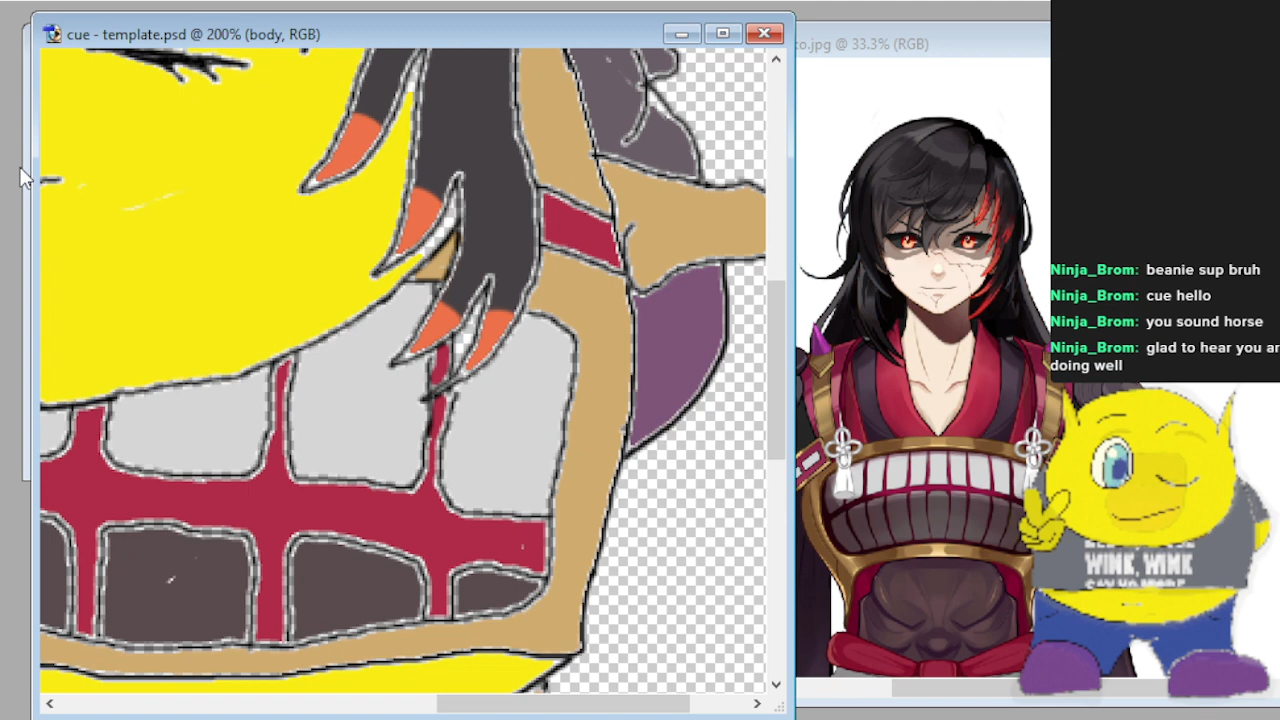 cue - template.psd @ 200% (body, RGB)
co.jpg @ 33.3% (RGB)
Ninja_Brom: beanie sup bruh
Ninja_Brom: cue hello
Ninja_Brom: you sound horse
Ninja_Brom: glad to hear you ar
doing well
WINK, WINK